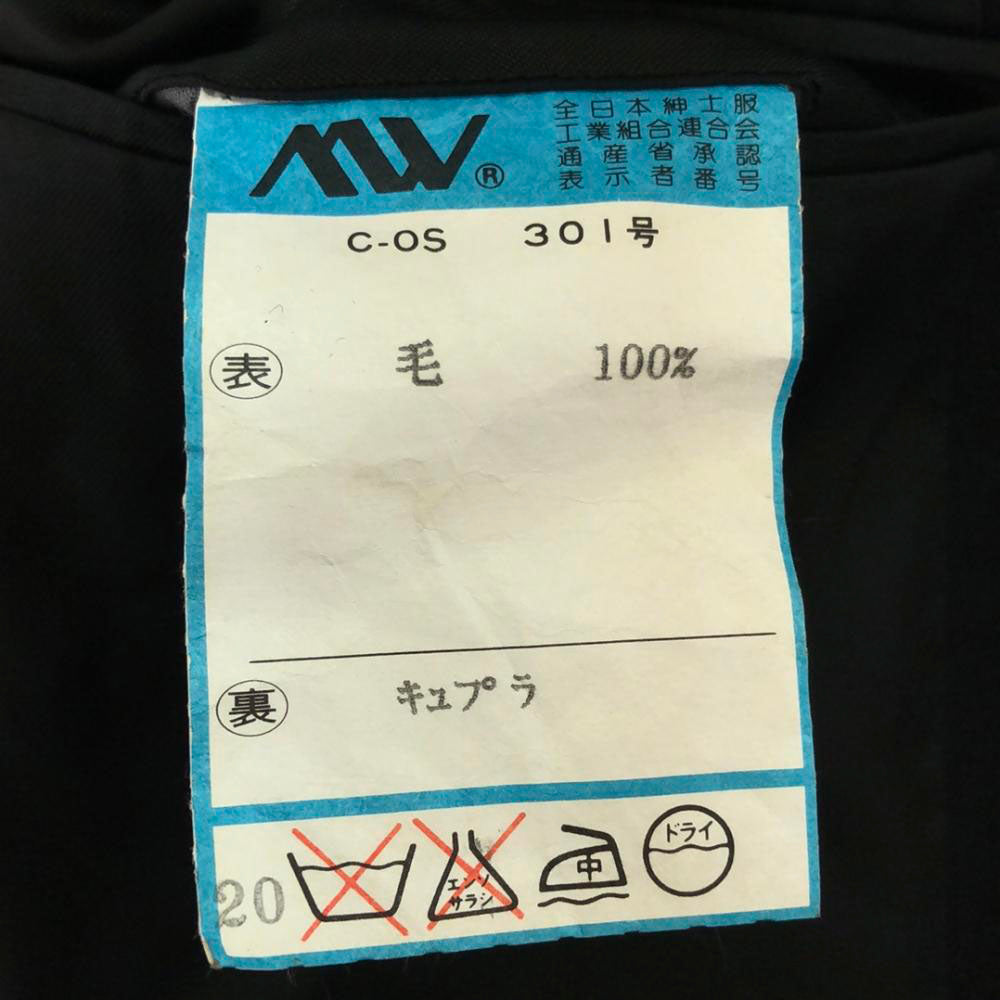 MW®
全日本紳士服
工業組合連合会
通産省承認
表示者番号
C-OS 301号
表 毛 100%
裏 キュプラ
20
エンソ
サラシ
中
ドライ